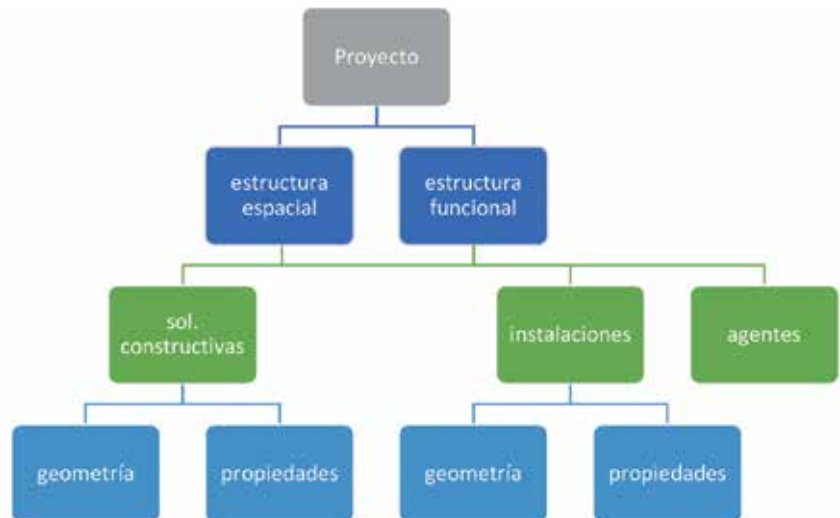 Proyecto
estructura
espacial
estructura
funcional
sol.
constructivas
instalaciones
agentes
geometría
propiedades
geometría
propiedades